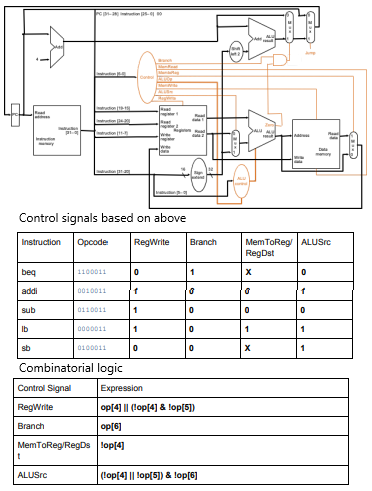 PC [31–28] Instruction [25–0] 00
Add
4
Add
ALU
result
Shift
left 2
M
u
x
M
u
x
Jump
Instruction [6-0]
Control
Branch
MemRead
MemtoReg
ALUOp
MemWrite
ALUSrc
RegWrite
PC
Read
address
Instruction
[31–0]
Instruction
memory
Instruction [19-15]
Instruction [24-20]
Instruction [11-7]
Read
register 1
Read
register 2
Registers
Write
register
Write
data
Read
data 1
Read
data 2
M
u
x
Zero
ALU
ALU
result
Address
Read
data
Data
memory
Write
data
M
u
x
Instruction [31-20]
16
Sign
extend
32
ALU
control
Instruction [5–0]
Control signals based on above
Instruction Opcode RegWrite Branch MemToReg/ ALUSrc
RegDst
beq 1100011 0 1 X 0
addi 0010011 1 0 0 1
sub 0110011 1 0 0 0
lb 0000011 1 0 1 1
sb 0100011 0 0 X 1
Combinatorial logic
Control Signal Expression
RegWrite op[4] || (!op[4] & !op[5])
Branch op[6]
MemToReg/RegDs !op[4]
t
ALUSrc (!op[4] || !op[5]) & !op[6]